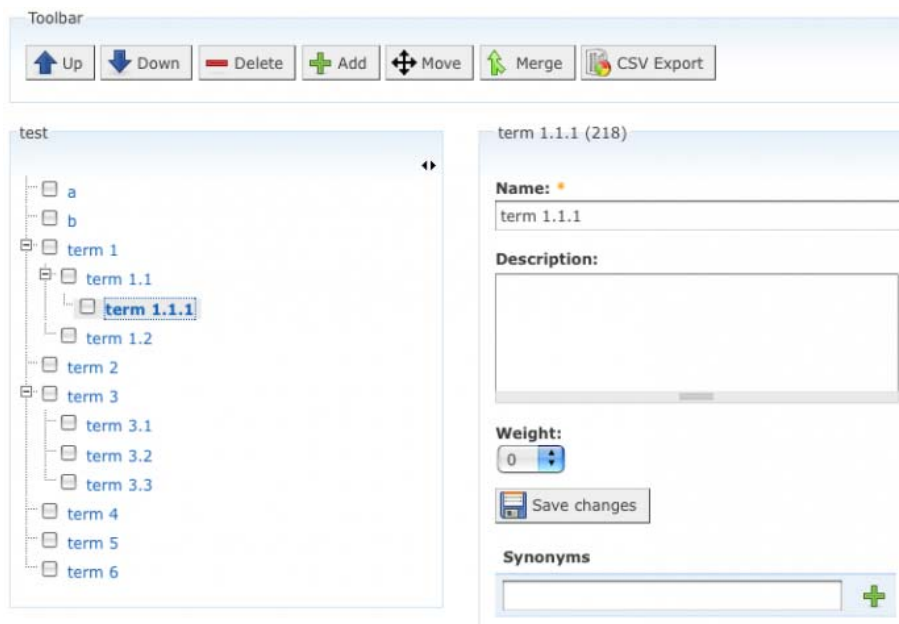 Toolbar
Up Down Delete Add Move Merge CSV Export
test
a
b
term 1
term 1.1
term 1.1.1
term 1.2
term 2
term 3
term 3.1
term 3.2
term 3.3
term 4
term 5
term 6
term 1.1.1 (218)
Name: *
term 1.1.1
Description:
Weight:
0
Save changes
Synonyms